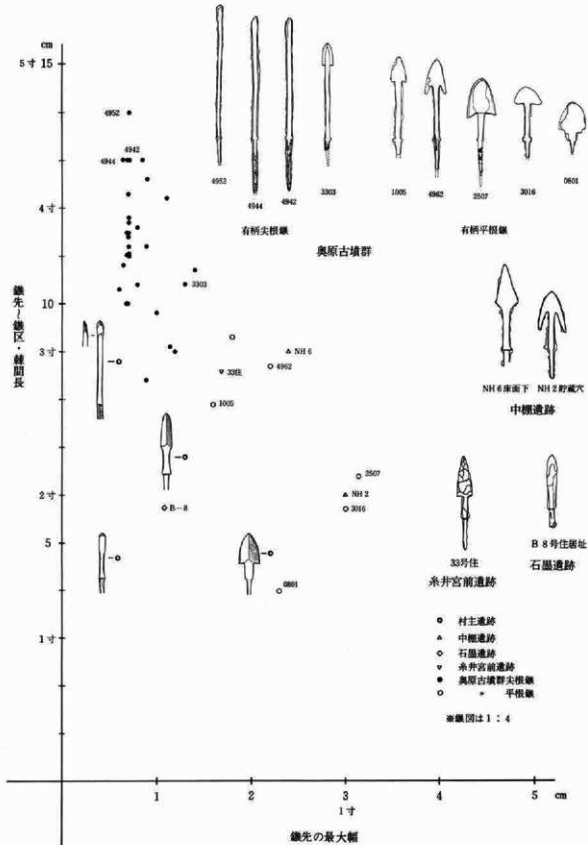 cm
5寸 15
4952
4942
4944
4寸
3303
10
3寸
NH 6
33住
4962
1005
2507
2寸
NH 2
3016
B-8
5
0801
1寸
4952
4944
4942
3303
1005
4962
2507
3016
0801
有柄尖根鏃
有柄平根鏃
奥原古墳群
NH 6床面下
NH 2貯蔵穴
中棚遺跡
33号住
糸井宮前遺跡
B 8号住居址
石墨遺跡
村主遺跡
中棚遺跡
石墨遺跡
糸井宮前遺跡
奥原古墳群尖根鏃
〃 平根鏃
※鏃図は1:4
鏃先~鏃区・棘間長
1
2
3
4
5
cm
1寸
鏃先の最大幅